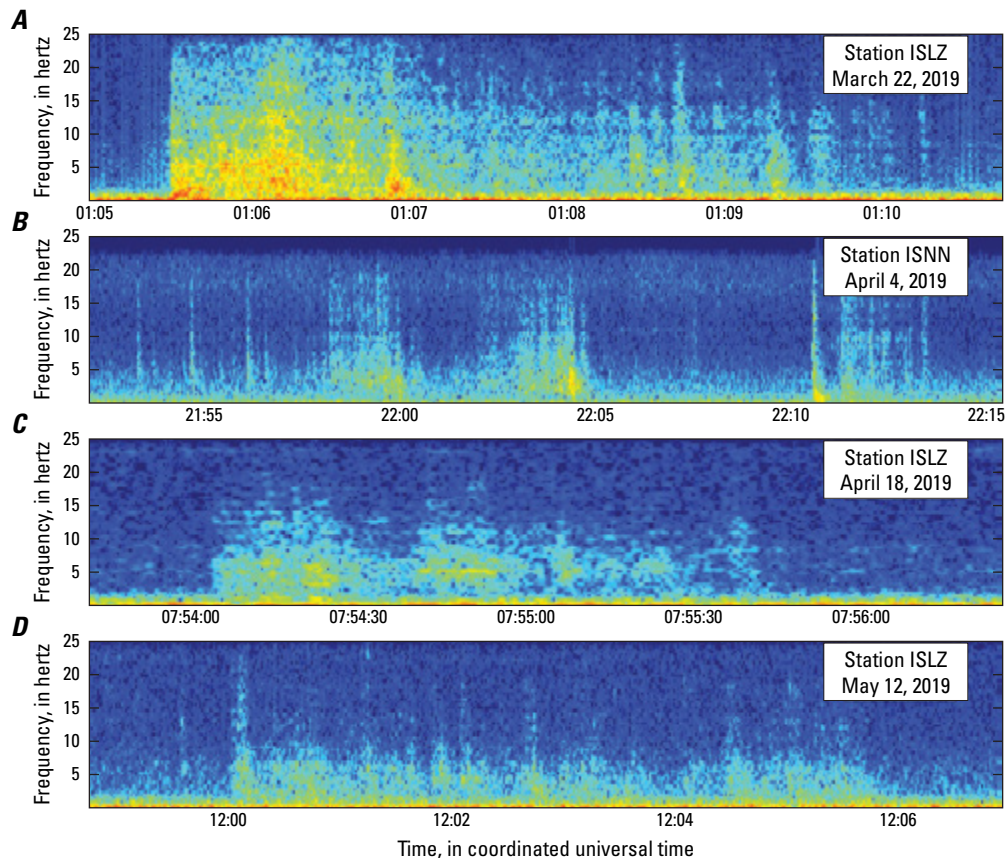 A
Frequency, in hertz
25
20
15
10
5
Station ISLZ
March 22, 2019
01:05 01:06 01:07 01:08 01:09 01:10
B
Frequency, in hertz
25
20
15
10
5
Station ISNN
April 4, 2019
21:55 22:00 22:05 22:10 22:15
C
Frequency, in hertz
25
20
15
10
5
Station ISLZ
April 18, 2019
07:54:00 07:54:30 07:55:00 07:55:30 07:56:00
D
Frequency, in hertz
25
20
15
10
5
Station ISLZ
May 12, 2019
12:00 12:02 12:04 12:06
Time, in coordinated universal time